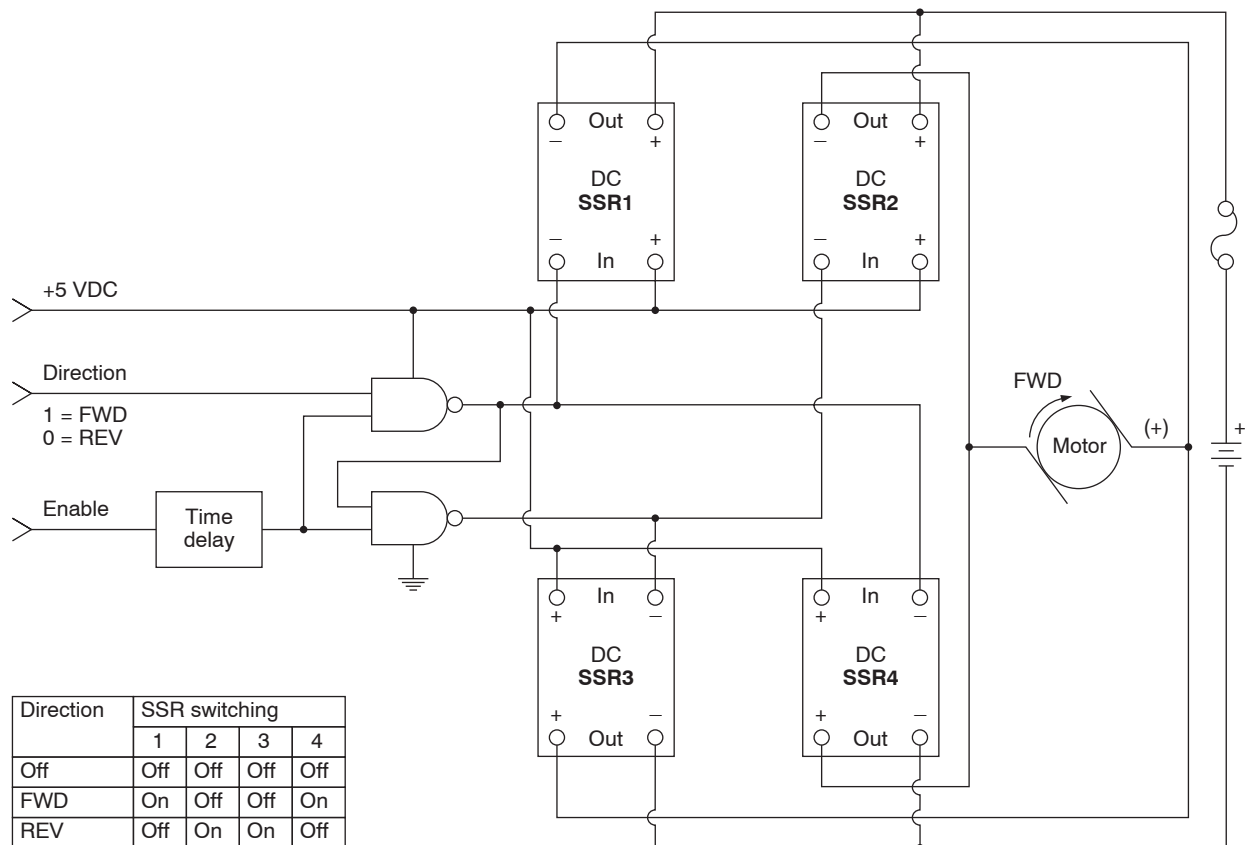 Out
− +
DC
SSR1
− +
In
Out
− +
DC
SSR2
− +
In
+5 VDC
Direction
1 = FWD
0 = REV
Enable
Time
delay
FWD
Motor
(+)
+
In
+ −
DC
SSR3
+ −
Out
In
+ −
DC
SSR4
+ −
Out
Direction SSR switching
1 2 3 4
Off Off Off Off Off
FWD On Off Off On
REV Off On On Off